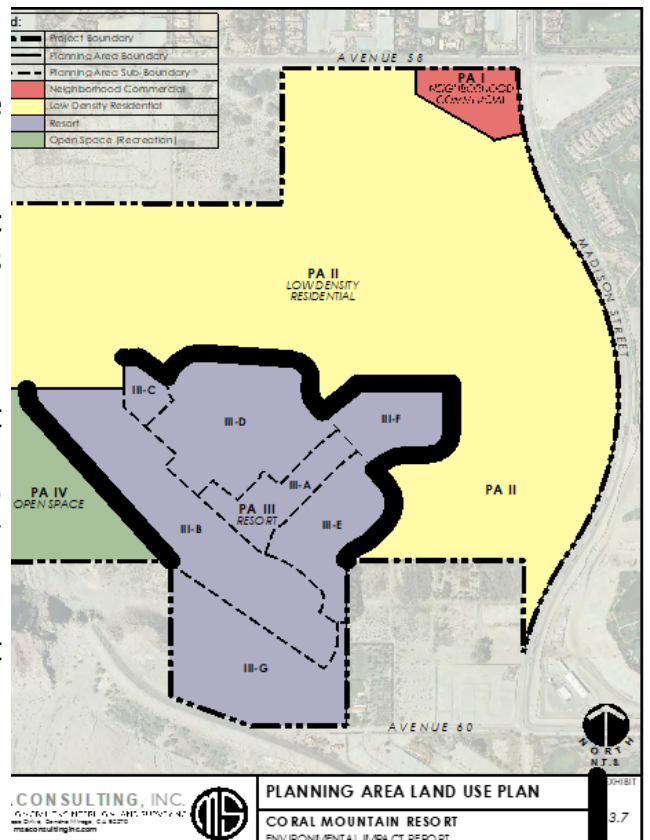 d:
Project Boundary
Planning Area Boundary
Planning Area Sub-Boundary
Neighborhood Commercial
Low Density Residential
Resort
Open Space (Recreation)
AVENUE 58
PA I
NEIGHBORHOOD
COMMERCIAL
MADISON STREET
PA II
LOW DENSITY
RESIDENTIAL
III-C
III-D
III-F
III-A
PA III
RESORT
III-B
III-E
PA II
PA IV
OPEN SPACE
III-G
AVENUE 60
NORTH
N.T.S.
CONSULTING, INC.
msaconsultinginc.com
PLANNING AREA LAND USE PLAN
CORAL MOUNTAIN RESORT
ENVIRONMENTAL IMPACT REPORT
EXHIBIT
3.7